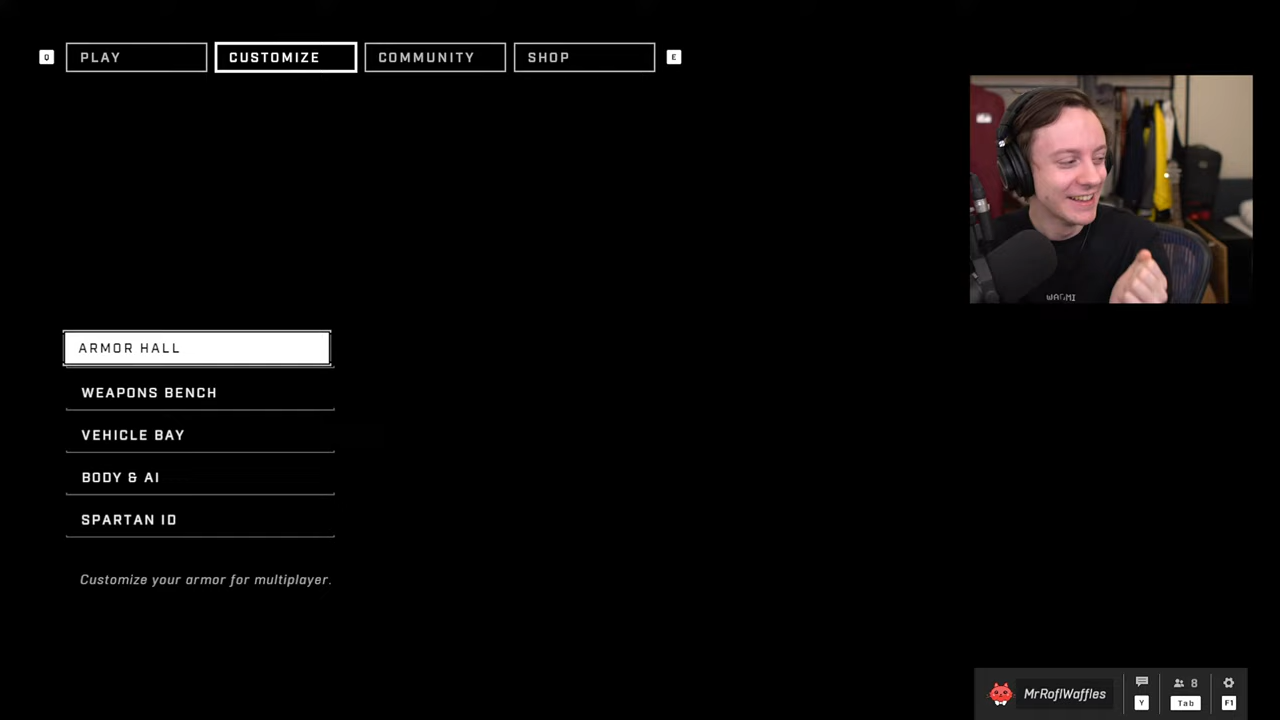 Q PLAY CUSTOMIZE COMMUNITY SHOP E
WAGMI
ARMOR HALL
WEAPONS BENCH
VEHICLE BAY
BODY & AI
SPARTAN ID
Customize your armor for multiplayer.
MrRoflWaffles 8
Y Tab F1